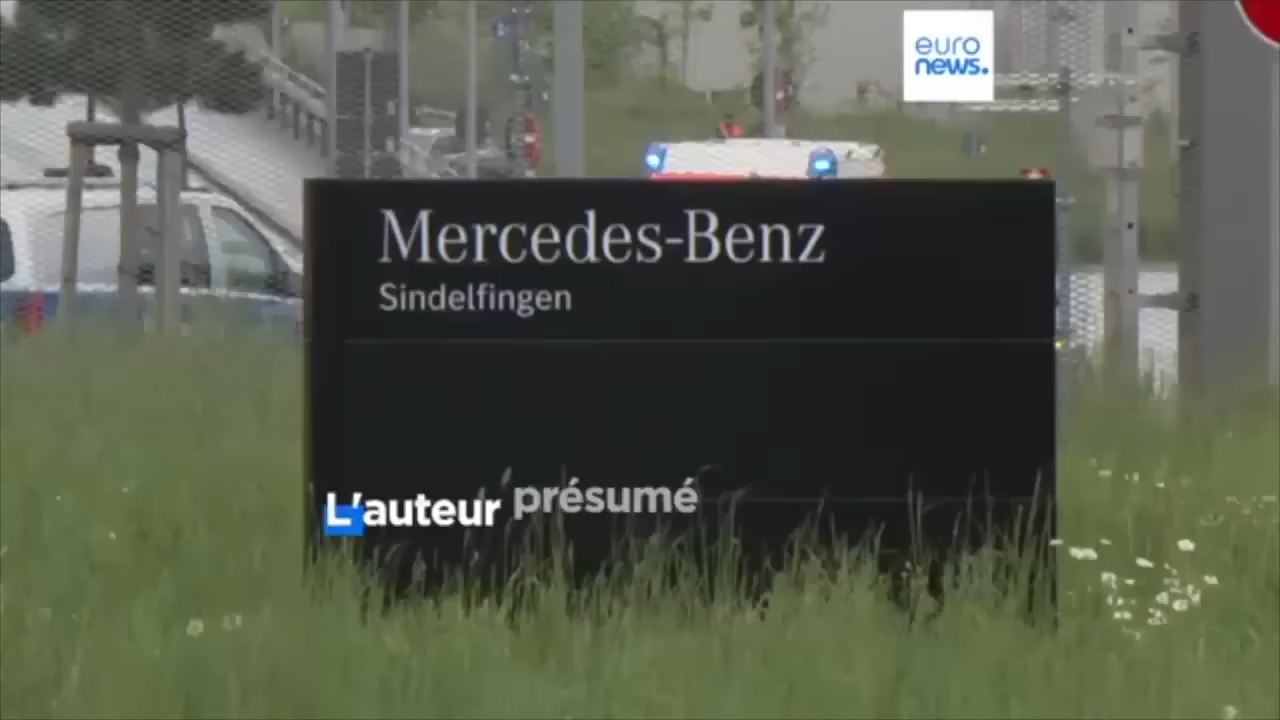 euro
news.
Mercedes-Benz
Sindelfingen
L'auteur présumé